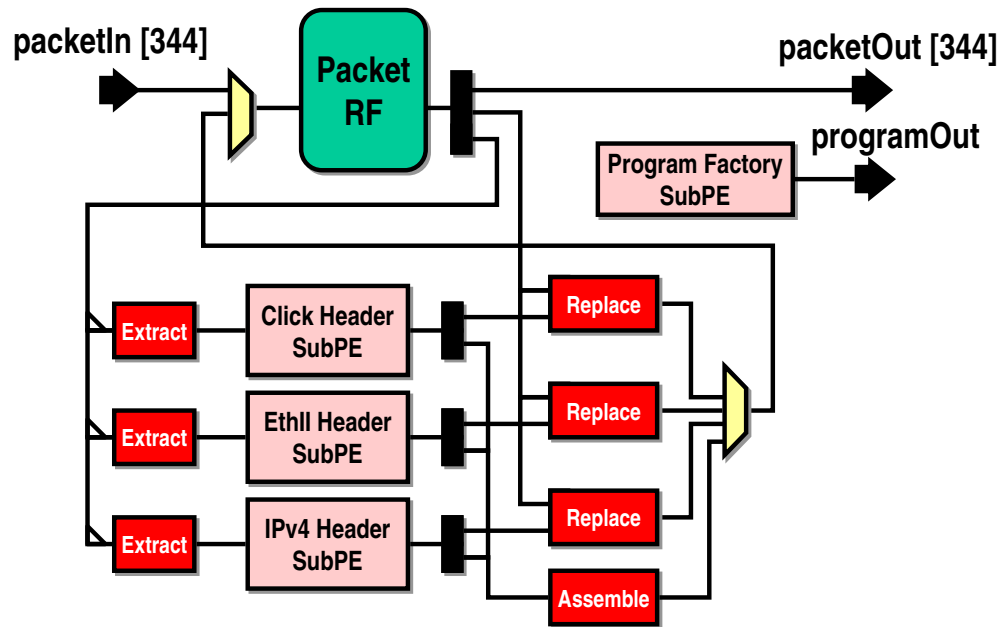 packetIn [344]
packetOut [344]
Packet
RF
programOut
Program Factory
SubPE
Click Header
SubPE
Extract
Replace
EthII Header
SubPE
Extract
Replace
IPv4 Header
SubPE
Extract
Replace
Assemble